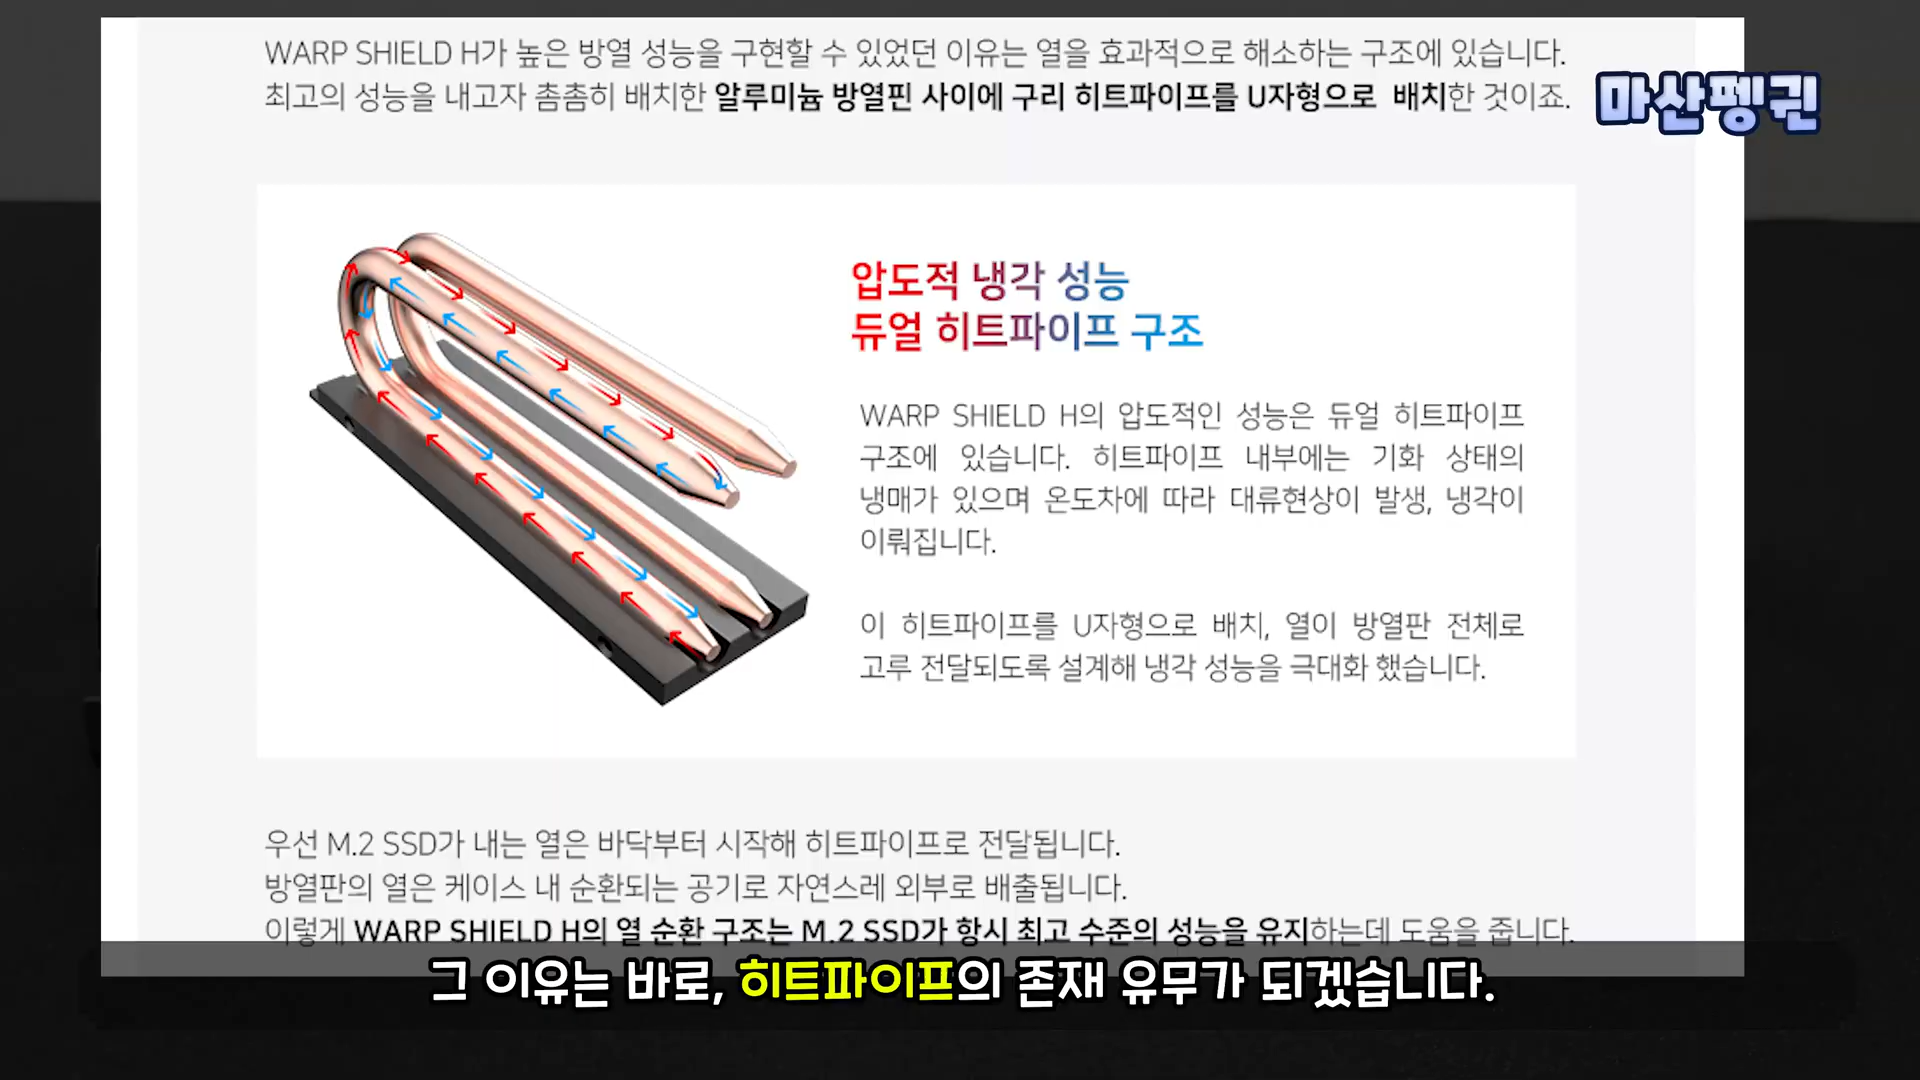 WARP SHIELD H가 높은 방열 성능을 구현할 수 있었던 이유는 열을 효과적으로 해소하는 구조에 있습니다.
최고의 성능을 내고자 촘촘히 배치한 알루미늄 방열핀 사이에 구리 히트파이프를 U자형으로 배치한 것이죠.
마산펭귄
압도적 냉각 성능
듀얼 히트파이프 구조
WARP SHIELD H의 압도적인 성능은 듀얼 히트파이프
구조에 있습니다. 히트파이프 내부에는 기화 상태의
냉매가 있으며 온도차에 따라 대류현상이 발생, 냉각이
이뤄집니다.
이 히트파이프를 U자형으로 배치, 열이 방열판 전체로
고루 전달되도록 설계해 냉각 성능을 극대화 했습니다.
우선 M.2 SSD가 내는 열은 바닥부터 시작해 히트파이프로 전달됩니다.
방열판의 열은 케이스 내 순환되는 공기로 자연스레 외부로 배출됩니다.
이렇게 WARP SHIELD H의 열 순환 구조는 M.2 SSD가 항시 최고 수준의 성능을 유지하는데 도움을 줍니다.
그 이유는 바로, 히트파이프의 존재 유무가 되겠습니다.